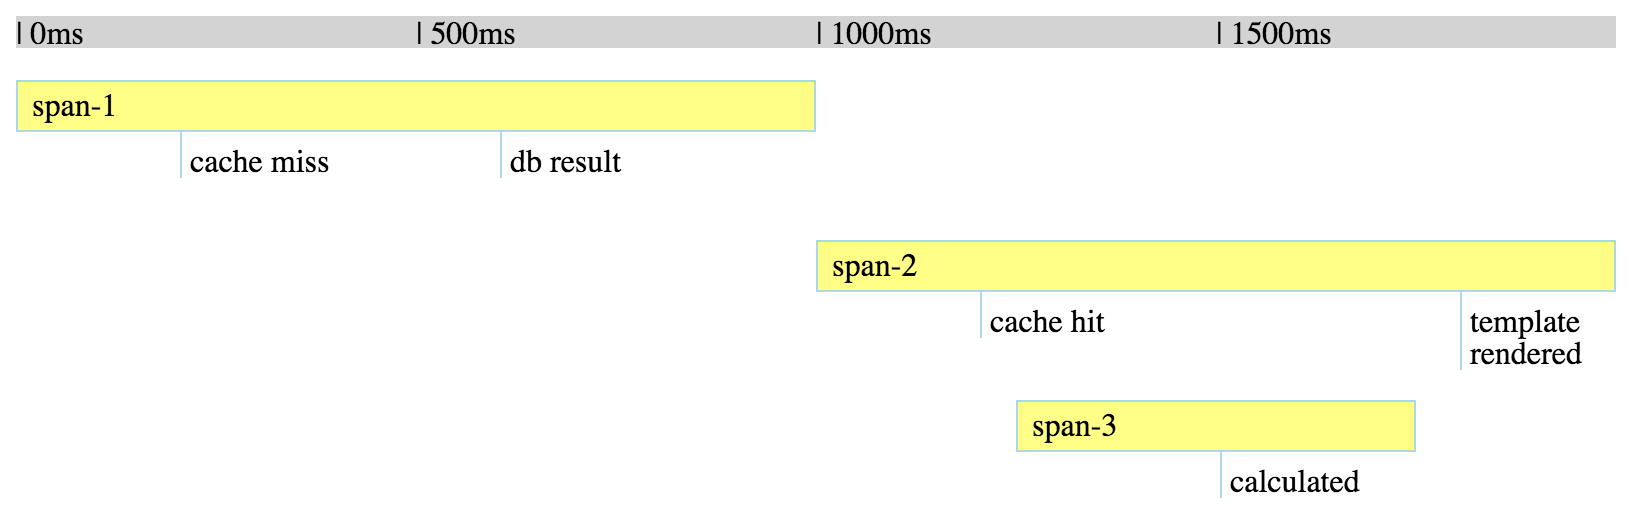 0ms 500ms 1000ms 1500ms
span-1
cache miss db result
span-2
cache hit template
rendered
span-3
calculated